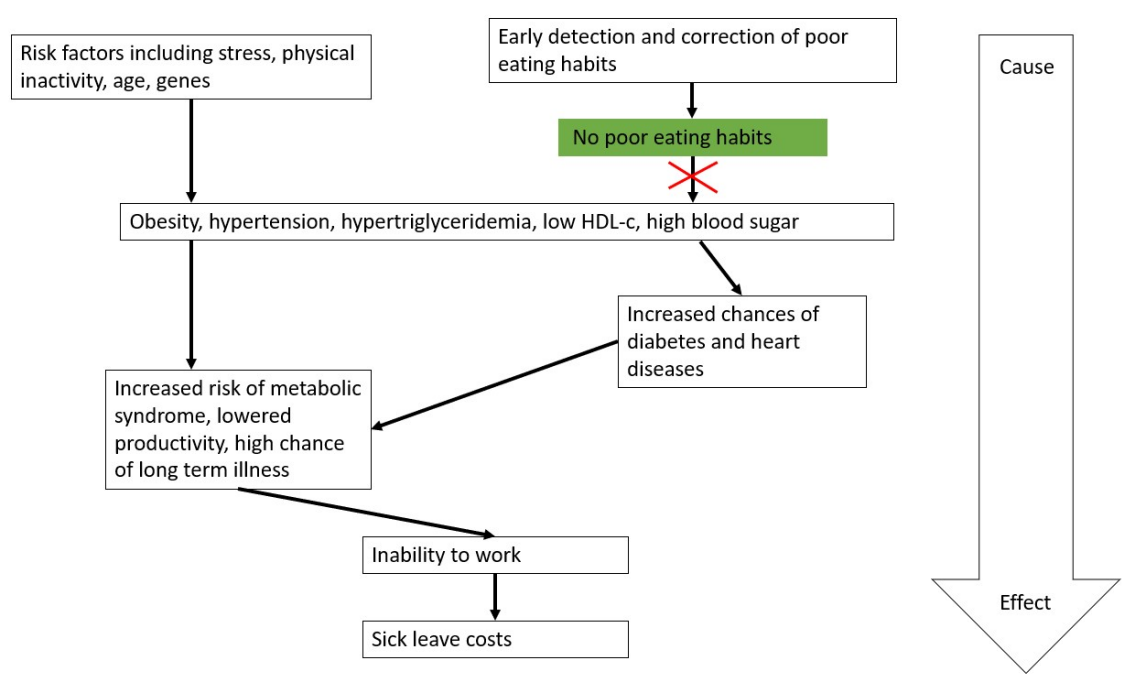 Risk factors including stress, physical
inactivity, age, genes
Early detection and correction of poor
eating habits
Cause
No poor eating habits
Obesity, hypertension, hypertriglyceridemia, low HDL-c, high blood sugar
Increased chances of
diabetes and heart
diseases
Increased risk of metabolic
syndrome, lowered
productivity, high chance
of long term illness
Inability to work
Effect
Sick leave costs